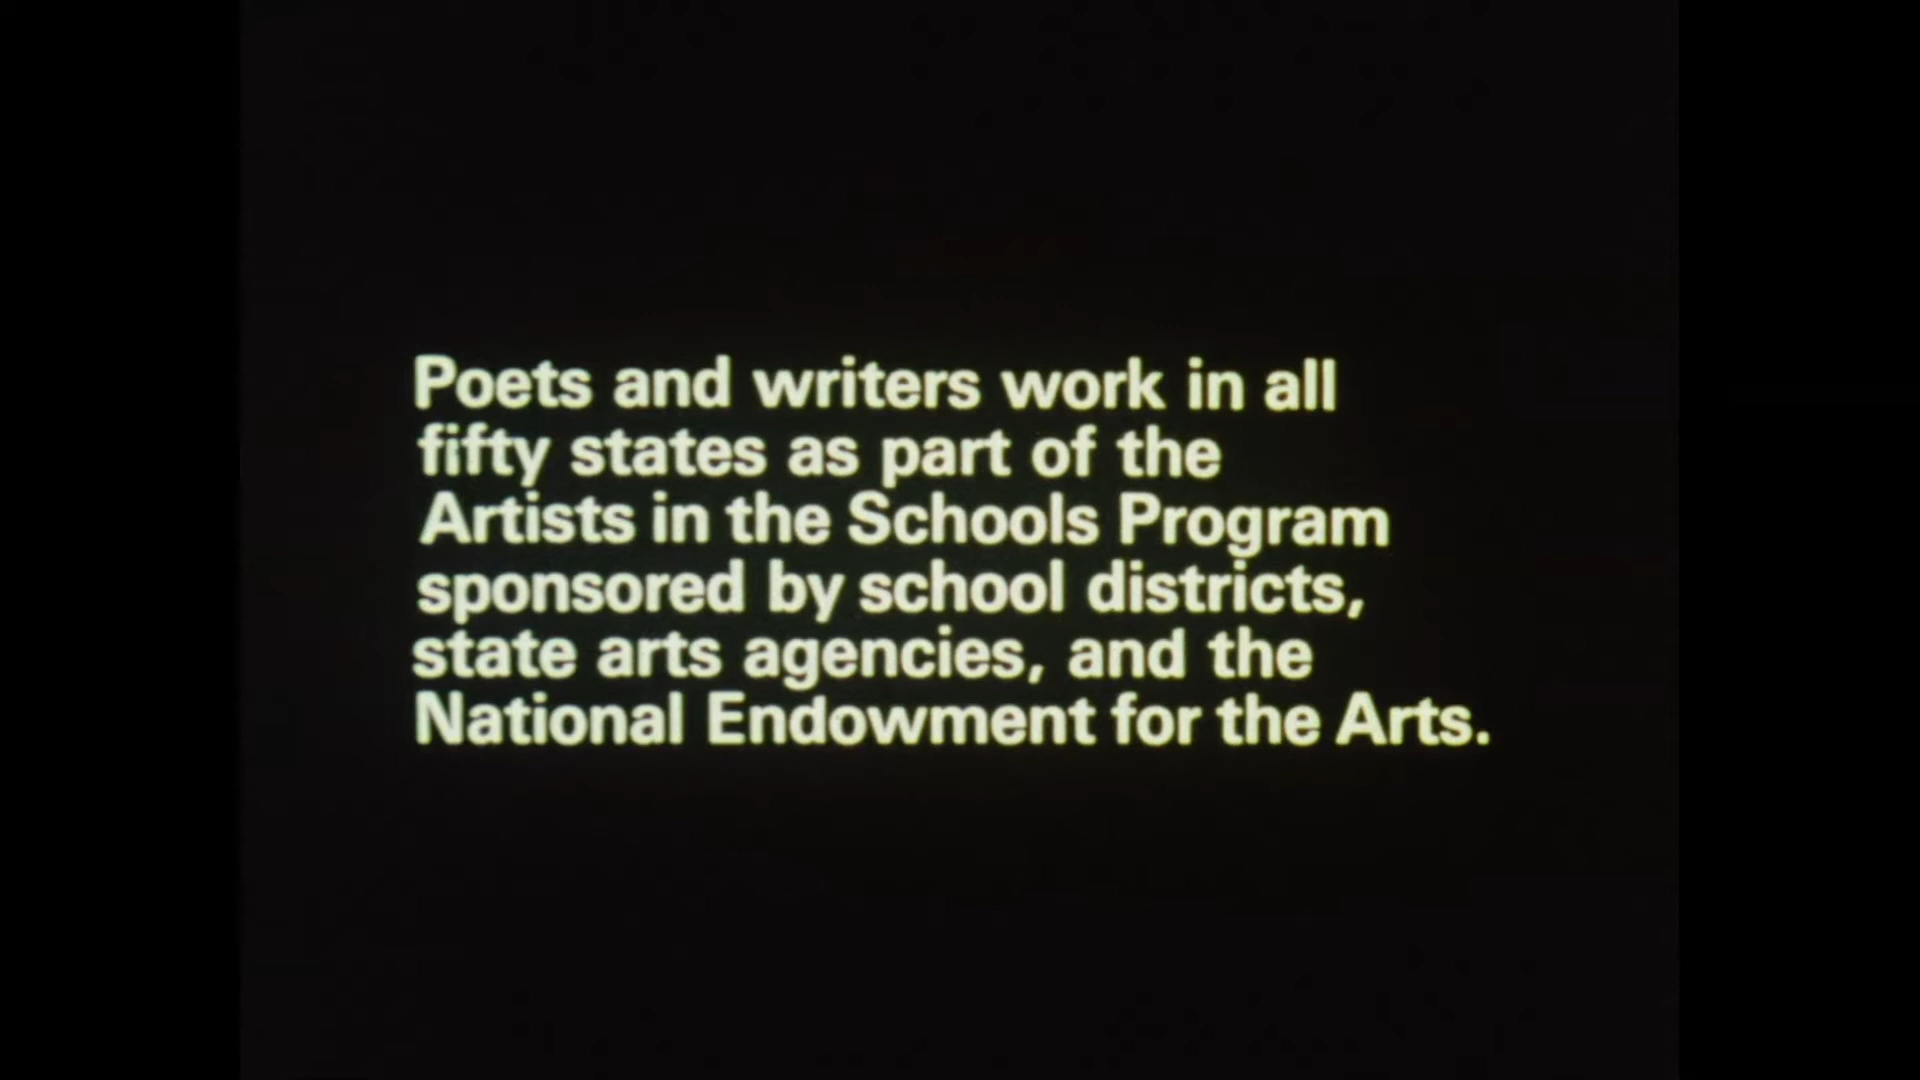 Poets and writers work in all
fifty states as part of the
Artists in the Schools Program
sponsored by school districts,
state arts agencies, and the
National Endowment for the Arts.